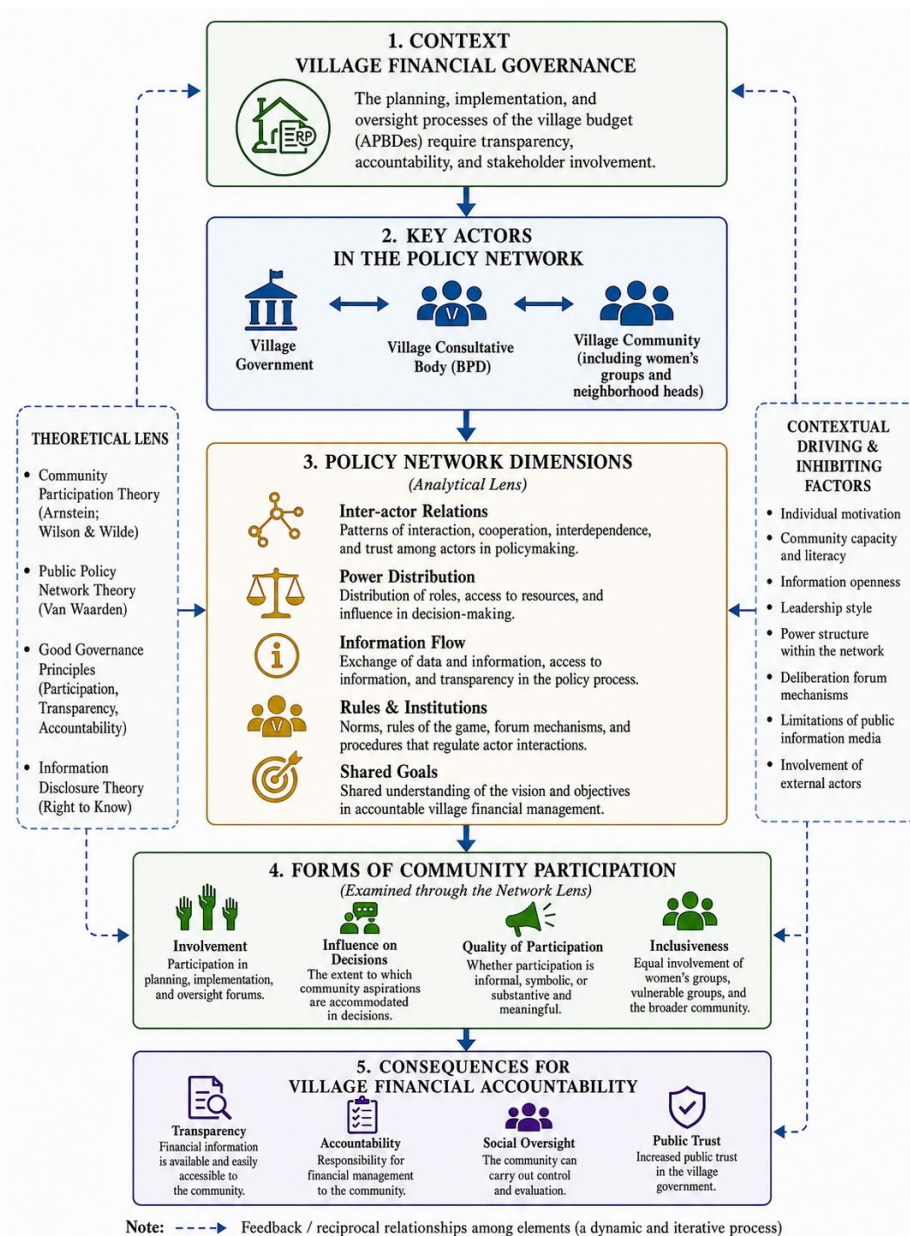 1. CONTEXT
VILLAGE FINANCIAL GOVERNANCE
RP
The planning, implementation, and
oversight processes of the village budget
(APBDes) require transparency,
accountability, and stakeholder involvement.
2. KEY ACTORS
IN THE POLICY NETWORK
Village
Government
Village Consultative
Body (BPD)
Village Community
(including women's
groups and
neighborhood heads)
THEORETICAL LENS
• Community
Participation Theory
(Arnstein;
Wilson & Wilde)
• Public Policy
Network Theory
(Van Waarden)
• Good Governance
Principles
(Participation,
Transparency,
Accountability)
• Information
Disclosure Theory
(Right to Know)
3. POLICY NETWORK DIMENSIONS
(Analytical Lens)
Inter-actor Relations
Patterns of interaction, cooperation, interdependence,
and trust among actors in policymaking.
Power Distribution
Distribution of roles, access to resources, and
influence in decision-making.
i
Information Flow
Exchange of data and information, access to
information, and transparency in the policy process.
Rules & Institutions
Norms, rules of the game, forum mechanisms, and
procedures that regulate actor interactions.
Shared Goals
Shared understanding of the vision and objectives
in accountable village financial management.
CONTEXTUAL
DRIVING &
INHIBITING
FACTORS
• Individual motivation
• Community capacity
and literacy
• Information openness
• Leadership style
• Power structure
within the network
• Deliberation forum
mechanisms
• Limitations of public
information media
• Involvement of
external actors
4. FORMS OF COMMUNITY PARTICIPATION
(Examined through the Network Lens)
Involvement
Participation in
planning, implementation,
and oversight forums.
Influence on
Decisions
The extent to which
community aspirations
are accommodated
in decisions.
Quality of Participation
Whether participation is
informal, symbolic, or
substantive and
meaningful.
Inclusiveness
Equal involvement of
women's groups,
vulnerable groups, and
the broader community.
5. CONSEQUENCES FOR
VILLAGE FINANCIAL ACCOUNTABILITY
Transparency
Financial information
is available and easily
accessible to
the community.
Accountability
Responsibility for
financial management
to the community.
Social Oversight
The community can
carry out control
and evaluation.
Public Trust
Increased public trust
in the village
government.
Note: Feedback / reciprocal relationships among elements (a dynamic and iterative process)